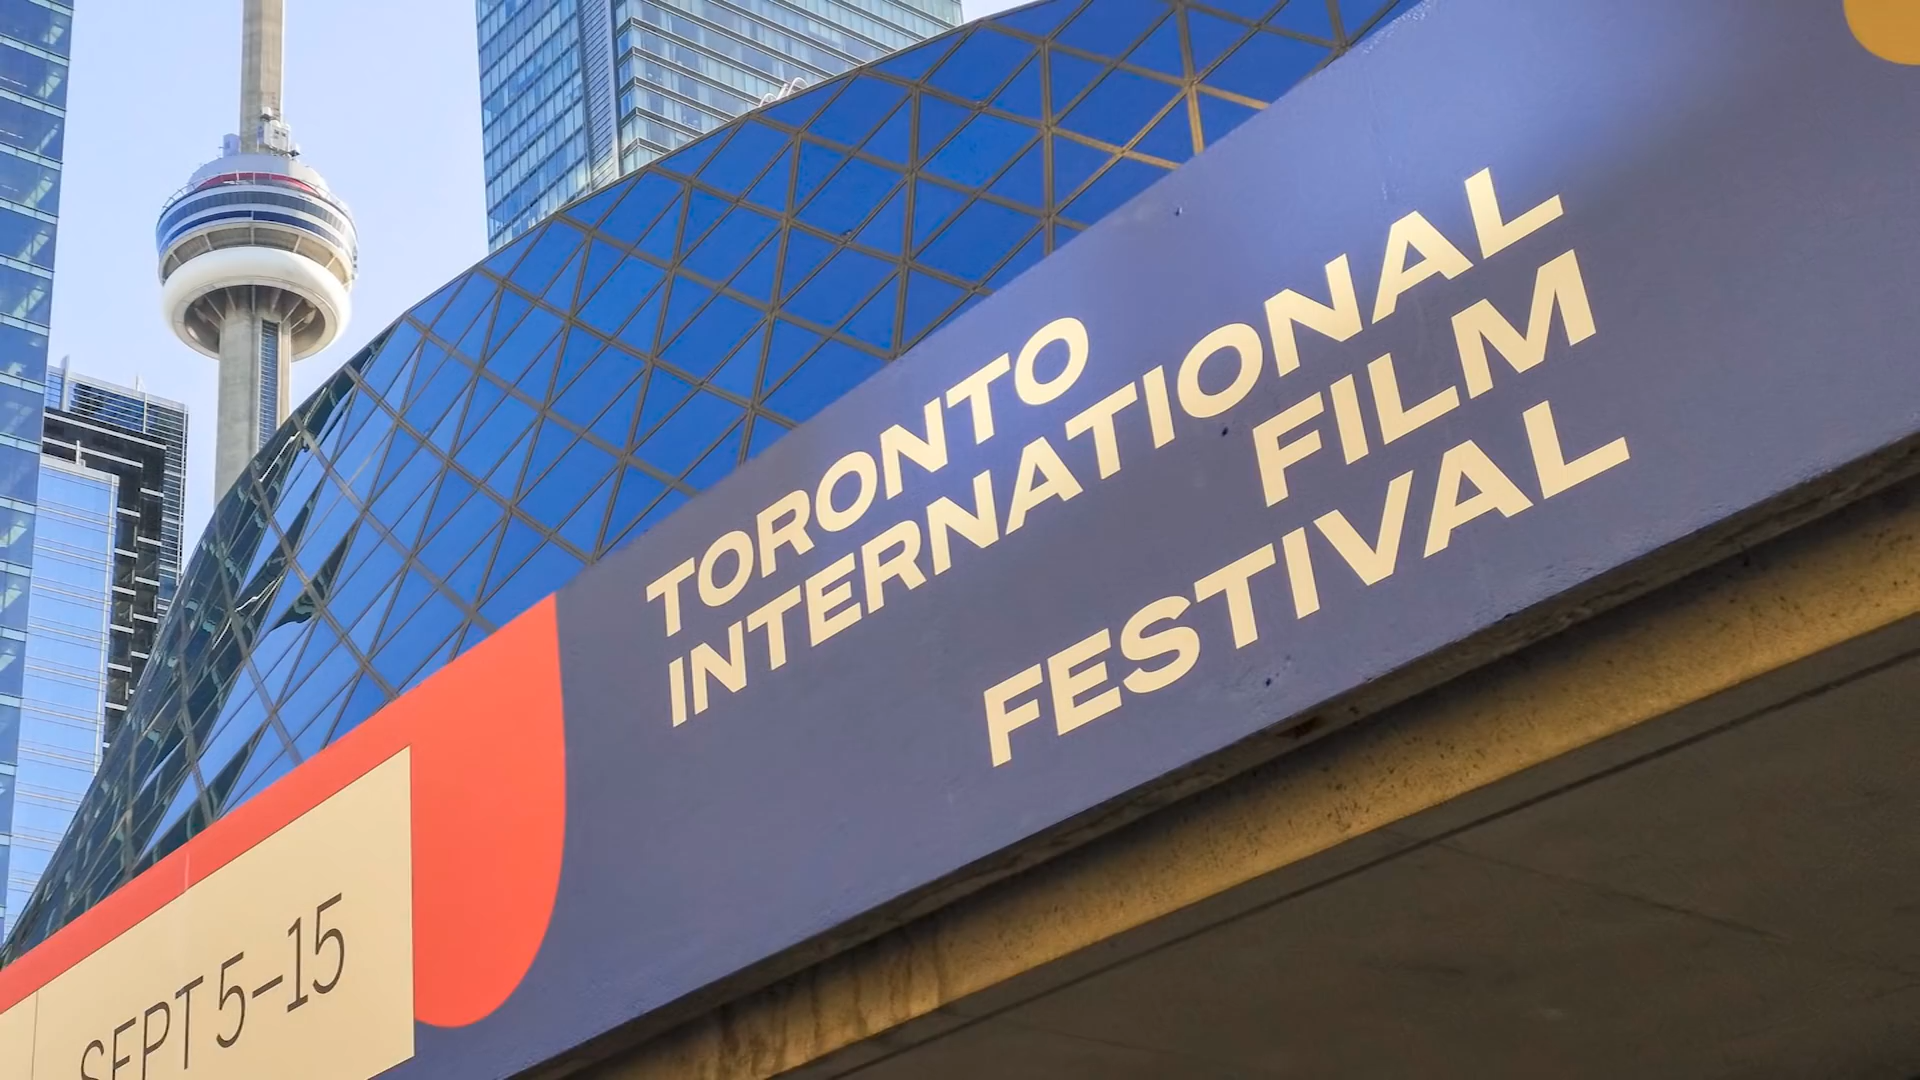 TORONTO
INTERNATIONAL
FILM
FESTIVAL
SEPT 5–15